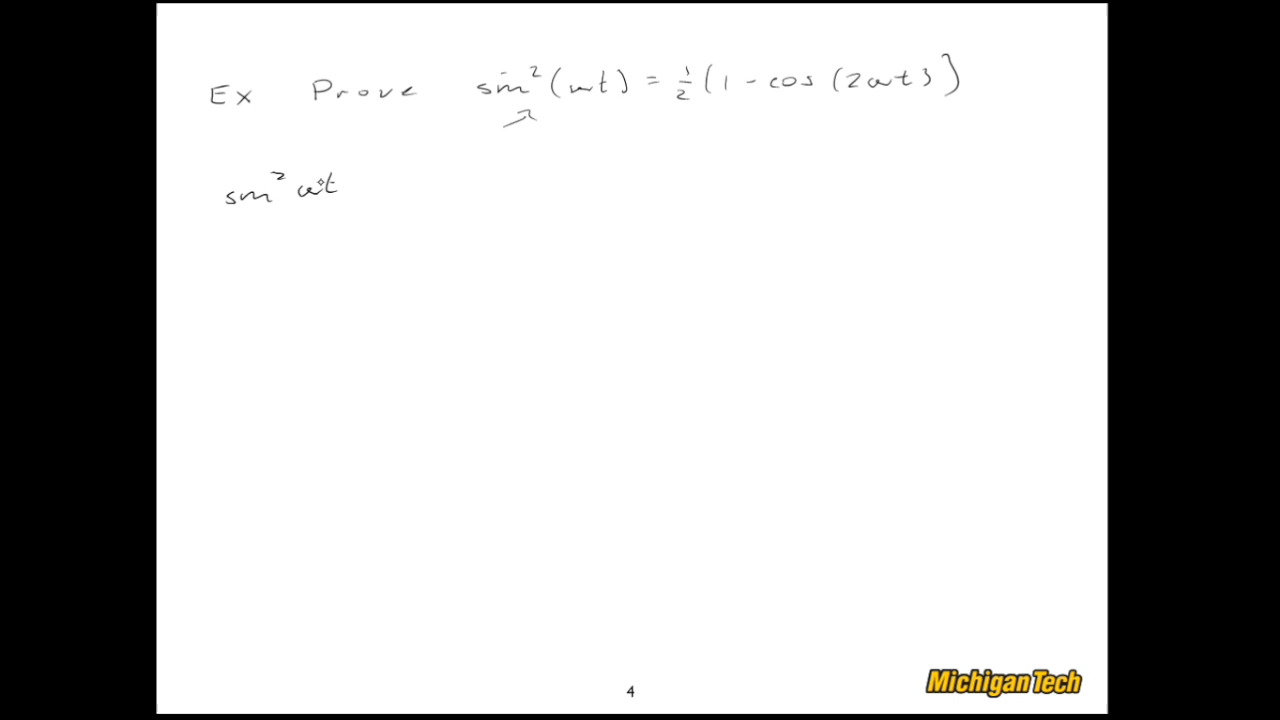 Ex Prove sin²(ωt) = ½(1 - cos(2ωt))
sin² ωt
4
Michigan Tech